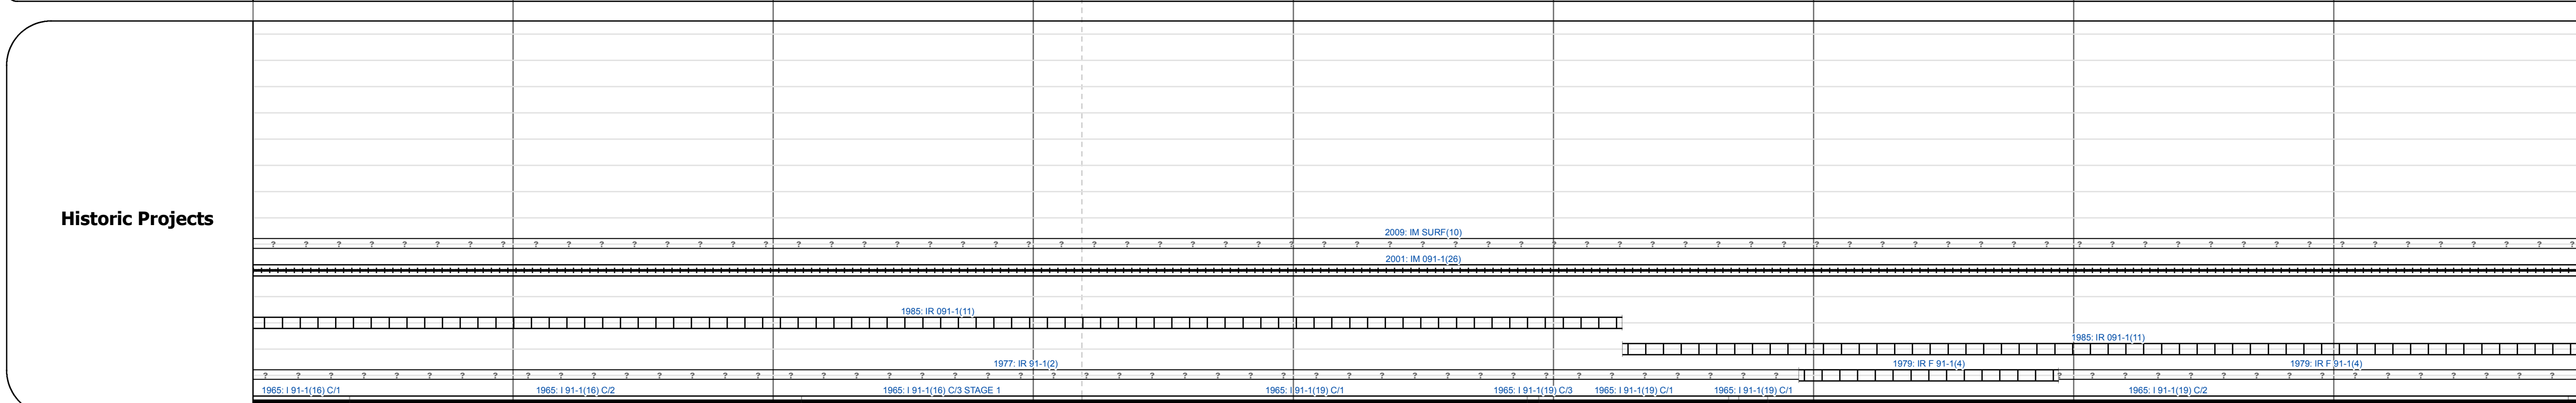 Historic Projects
2009: IM SURF(10)
? ? ? ? ? ? ? ? ? ? ? ? ? ? ? ? ? ? ? ? ? ? ? ? ? ? ? ? ? ? ? ? ? ? ? ? ? ? ? ? ? ? ? ? ? ? ? ? ? ? ? ? ? ? ? ? ? ? ? ? ? ? ? ? ? ? ? ? ? ? ?
2001: IM 091-1(26)
1985: IR 091-1(11)
1985: IR 091-1(11)
1977: IR 91-1(2) 1979: IR F 91-1(4) 1979: IR F 91-1(4)
? ? ? ? ? ? ? ? ? ? ? ? ? ? ? ? ? ? ? ? ? ? ? ? ? ? ? ? ? ? ? ? ? ? ? ? ? ? ? ? ? ? ? ? ? ? ? ? ? ? ? ? ? ? ? ? ? ? ? ? ? ? ?
1965: I 91-1(16) C/1 1965: I 91-1(16) C/2 1965: I 91-1(16) C/3 STAGE 1 1965: I 91-1(19) C/1 1965: I 91-1(19) C/3 1965: I 91-1(19) C/1 1965: I 91-1(19) C/1 1965: I 91-1(19) C/2